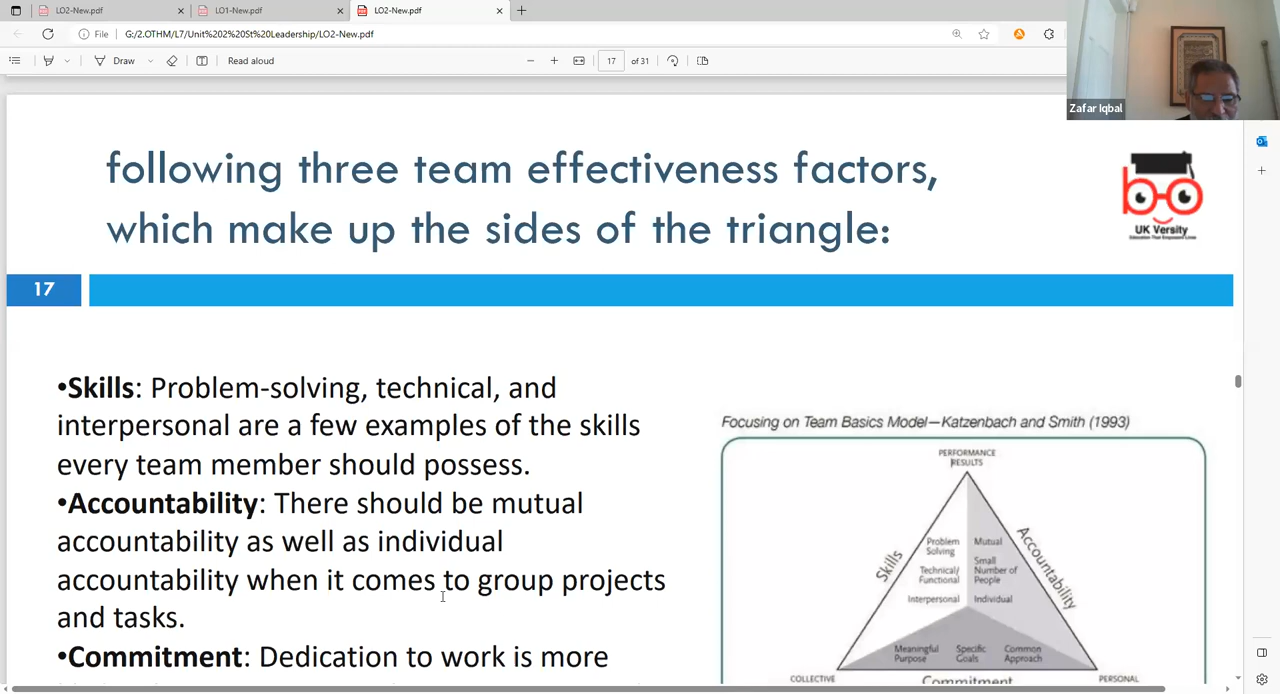 LO2-New.pdf
LO1-New.pdf
LO2-New.pdf
File
G:/2.OTHM/L7/Unit%202%20St%20Leadership/LO2-New.pdf
Draw
Read aloud
17
of 31
Zafar Iqbal
following three team effectiveness factors,
which make up the sides of the triangle:
UK Versity
17
•Skills: Problem-solving, technical, and
interpersonal are a few examples of the skills
every team member should possess.
•Accountability: There should be mutual
accountability as well as individual
accountability when it comes to group projects
and tasks.
•Commitment: Dedication to work is more
Focusing on Team Basics Model—Katzenbach and Smith (1993)
PERFORMANCE
RESULTS
Skills
Accountability
Problem
Solving
Technical/
Functional
Interpersonal
Mutual
Small
Number of
People
Individual
Meaningful
Purpose
Specific
Goals
Common
Approach
COLLECTIVE
Commitment
PERSONAL